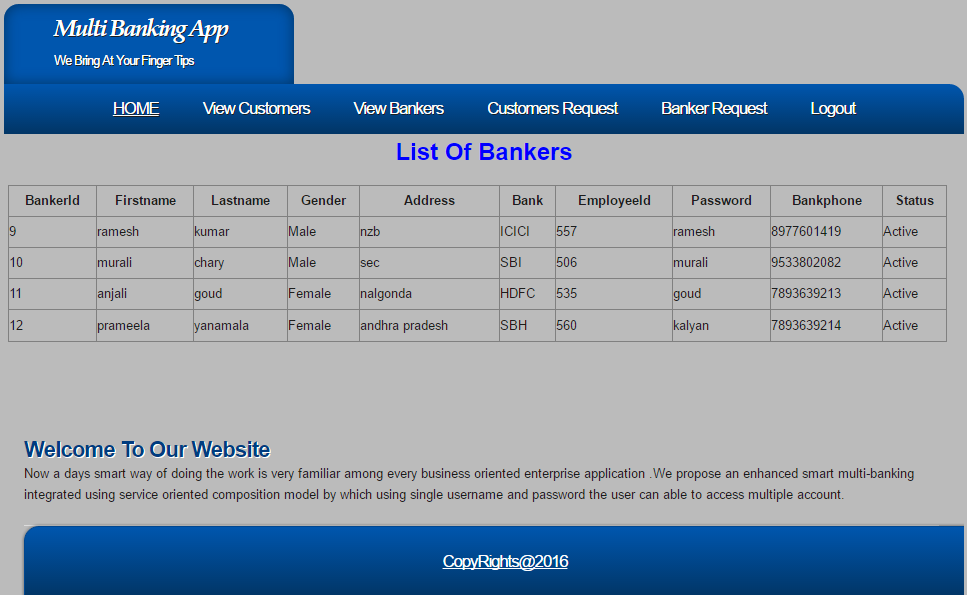 Multi Banking App
We Bring At Your Finger Tips
HOME View Customers View Bankers Customers Request Banker Request Logout
List Of Bankers
BankerId Firstname Lastname Gender Address Bank EmployeeId Password Bankphone Status
9 ramesh kumar Male nzb ICICI 557 ramesh 8977601419 Active
10 murali chary Male sec SBI 506 murali 9533802082 Active
11 anjali goud Female nalgonda HDFC 535 goud 7893639213 Active
12 prameela yanamala Female andhra pradesh SBH 560 kalyan 7893639214 Active
Welcome To Our Website
Now a days smart way of doing the work is very familiar among every business oriented enterprise application .We propose an enhanced smart multi-banking
integrated using service oriented composition model by which using single username and password the user can able to access multiple account.
CopyRights@2016